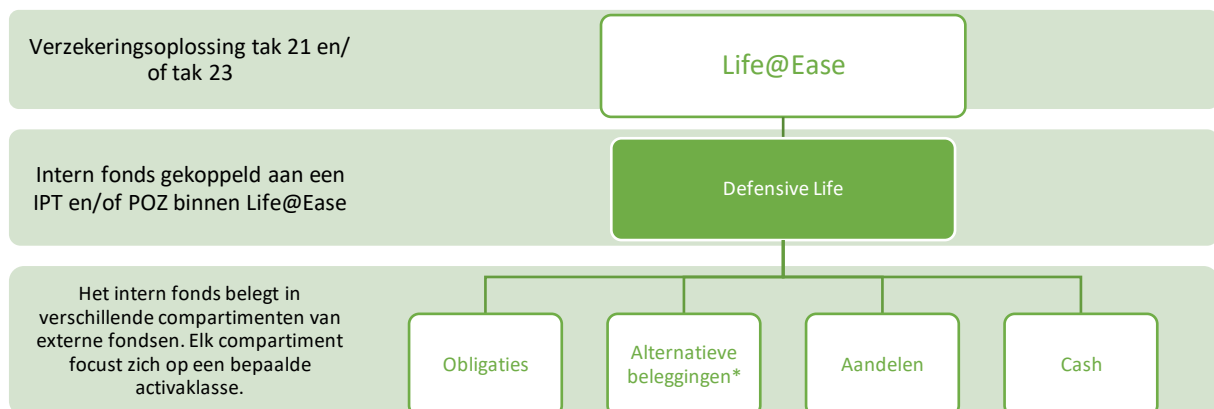 Verzekeringsoplossing tak 21 en/
of tak 23
Life@Ease
Intern fonds gekoppeld aan een
IPT en/of POZ binnen Life@Ease
Defensive Life
Het intern fonds belegt in
verschillende compartimenten van
externe fondsen. Elk compartiment
focust zich op een bepaalde
activaklasse.
Obligaties
Alternatieve
beleggingen*
Aandelen
Cash